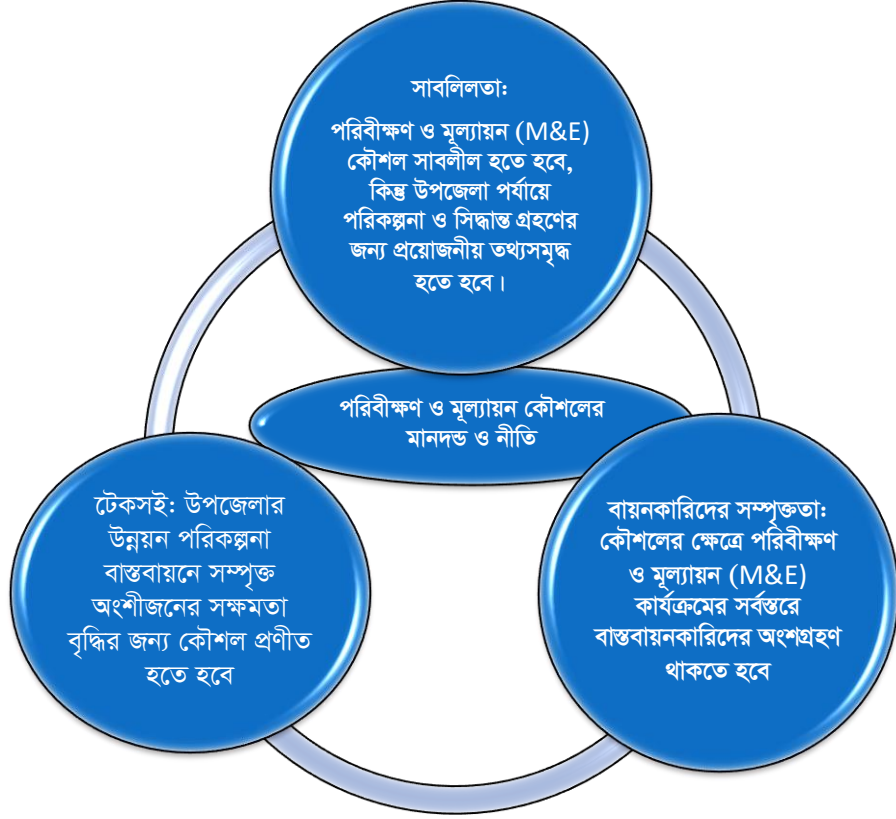 সাবলিলতা:
পরিবীক্ষণ ও মূল্যায়ন (M&E)
কৌশল সাবলীল হতে হবে,
কিন্তু উপজেলা পর্যায়ে
পরিকল্পনা ও সিদ্ধান্ত গ্রহণের
জন্য প্রয়োজনীয় তথ্যসমৃদ্ধ
হতে হবে।
পরিবীক্ষণ ও মূল্যায়ন কৌশলের
মানদন্ড ও নীতি
টেকসই: উপজেলার
উন্নয়ন পরিকল্পনা
বাস্তবায়নে সম্পৃক্ত
অংশীজনের সক্ষমতা
বৃদ্ধির জন্য কৌশল প্রণীত
হতে হবে
বায়নকারিদের সম্পৃক্ততা:
কৌশলের ক্ষেত্রে পরিবীক্ষণ
ও মূল্যায়ন (M&E)
কার্যক্রমের সর্বস্তরে
বাস্তবায়নকারিদের অংশগ্রহণ
থাকতে হবে